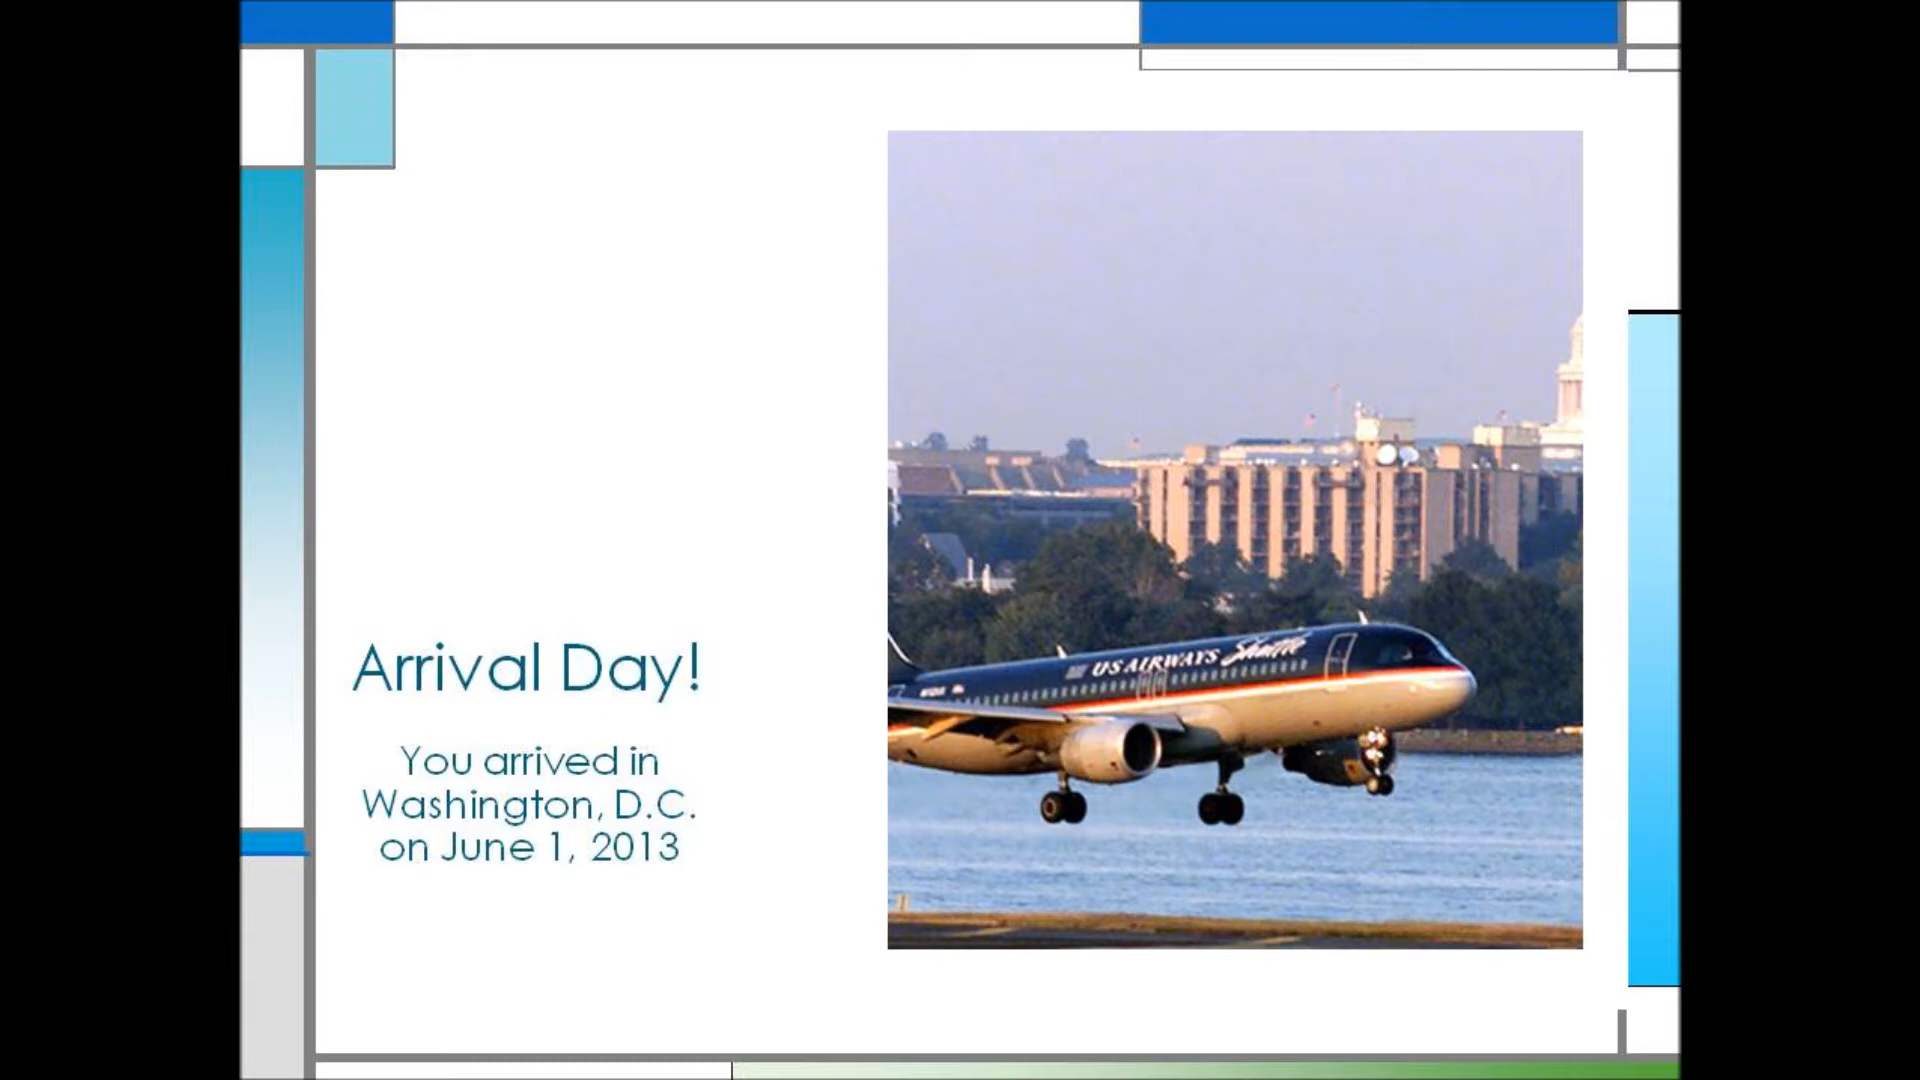 Arrival Day!
You arrived in
Washington, D.C.
on June 1, 2013
US AIRWAYS Shuttle